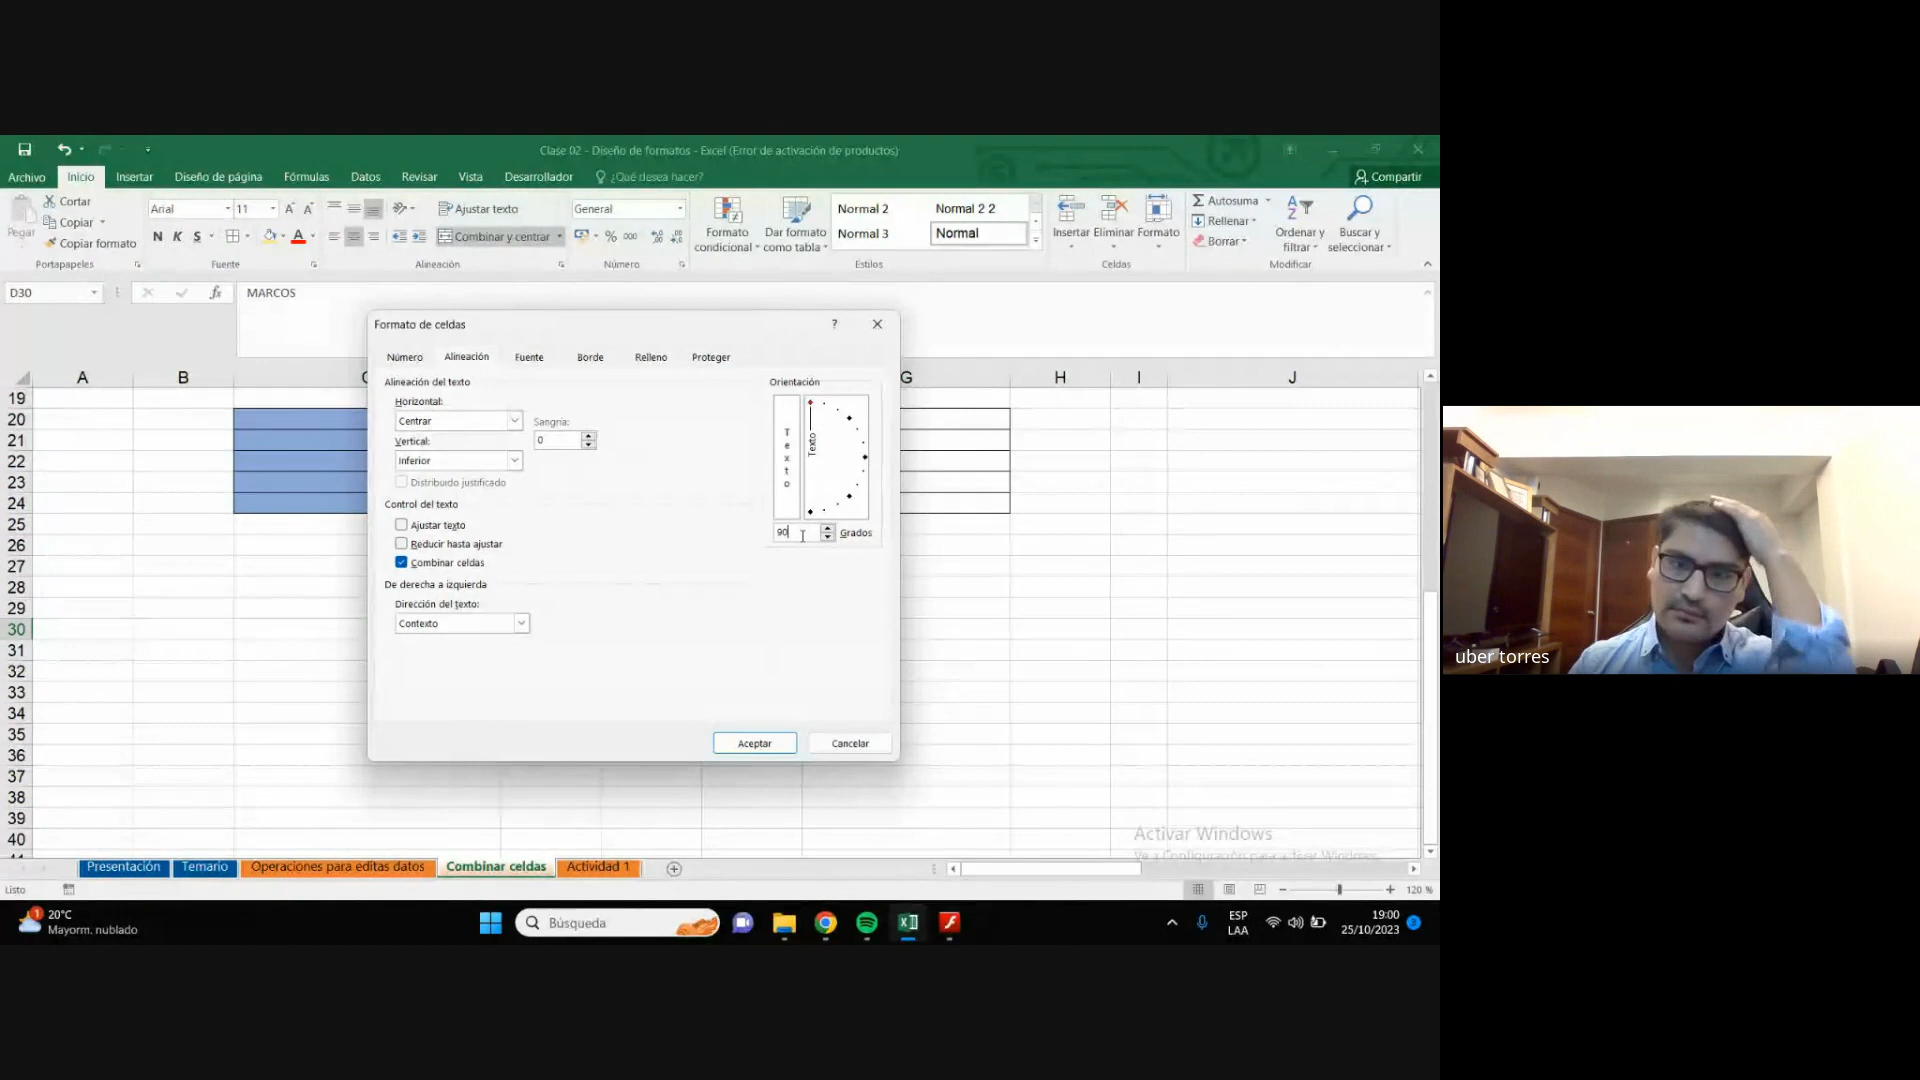 Clase 02 - Diseño de formatos - Excel (Error de activación de productos)
Archivo Inicio Insertar Diseño de página Fórmulas Datos Revisar Vista Desarrollador ¿Qué desea hacer? Compartir
Pegar
Cortar
Copiar
Copiar formato
Portapapeles
Arial 11
N K S
Fuente
Ajustar texto
Combinar y centrar
Alineación
General
% 000
Número
Formato condicional
Dar formato como tabla
Normal 2 Normal 2 2
Normal 3 Normal
Estilos
Insertar Eliminar Formato
Celdas
Autosuma
Rellenar
Borrar
Ordenar y filtrar
Buscar y seleccionar
Modificar
D30 fx MARCOS
Formato de celdas ?
Número Alineación Fuente Borde Relleno Proteger
Alineación del texto
Horizontal:
Centrar
Sangría:
0
Vertical:
Inferior
Distribuido justificado
Control del texto
Ajustar texto
Reducir hasta ajustar
Combinar celdas
De derecha a izquierda
Dirección del texto:
Contexto
Orientación
Texto
Texto
90 Grados
Aceptar Cancelar
A B C G H I J
19
20
21
22
23
24
25
26
27
28
29
30
31
32
33
34
35
36
37
38
39
40
Activar Windows
Ve a Configuración para activar Windows.
Presentación Temario Operaciones para editas datos Combinar celdas Actividad 1
Listo 120 %
1
20°C
Mayorm. nublado
Búsqueda
ESP
LAA
19:00
25/10/2023
uber torres